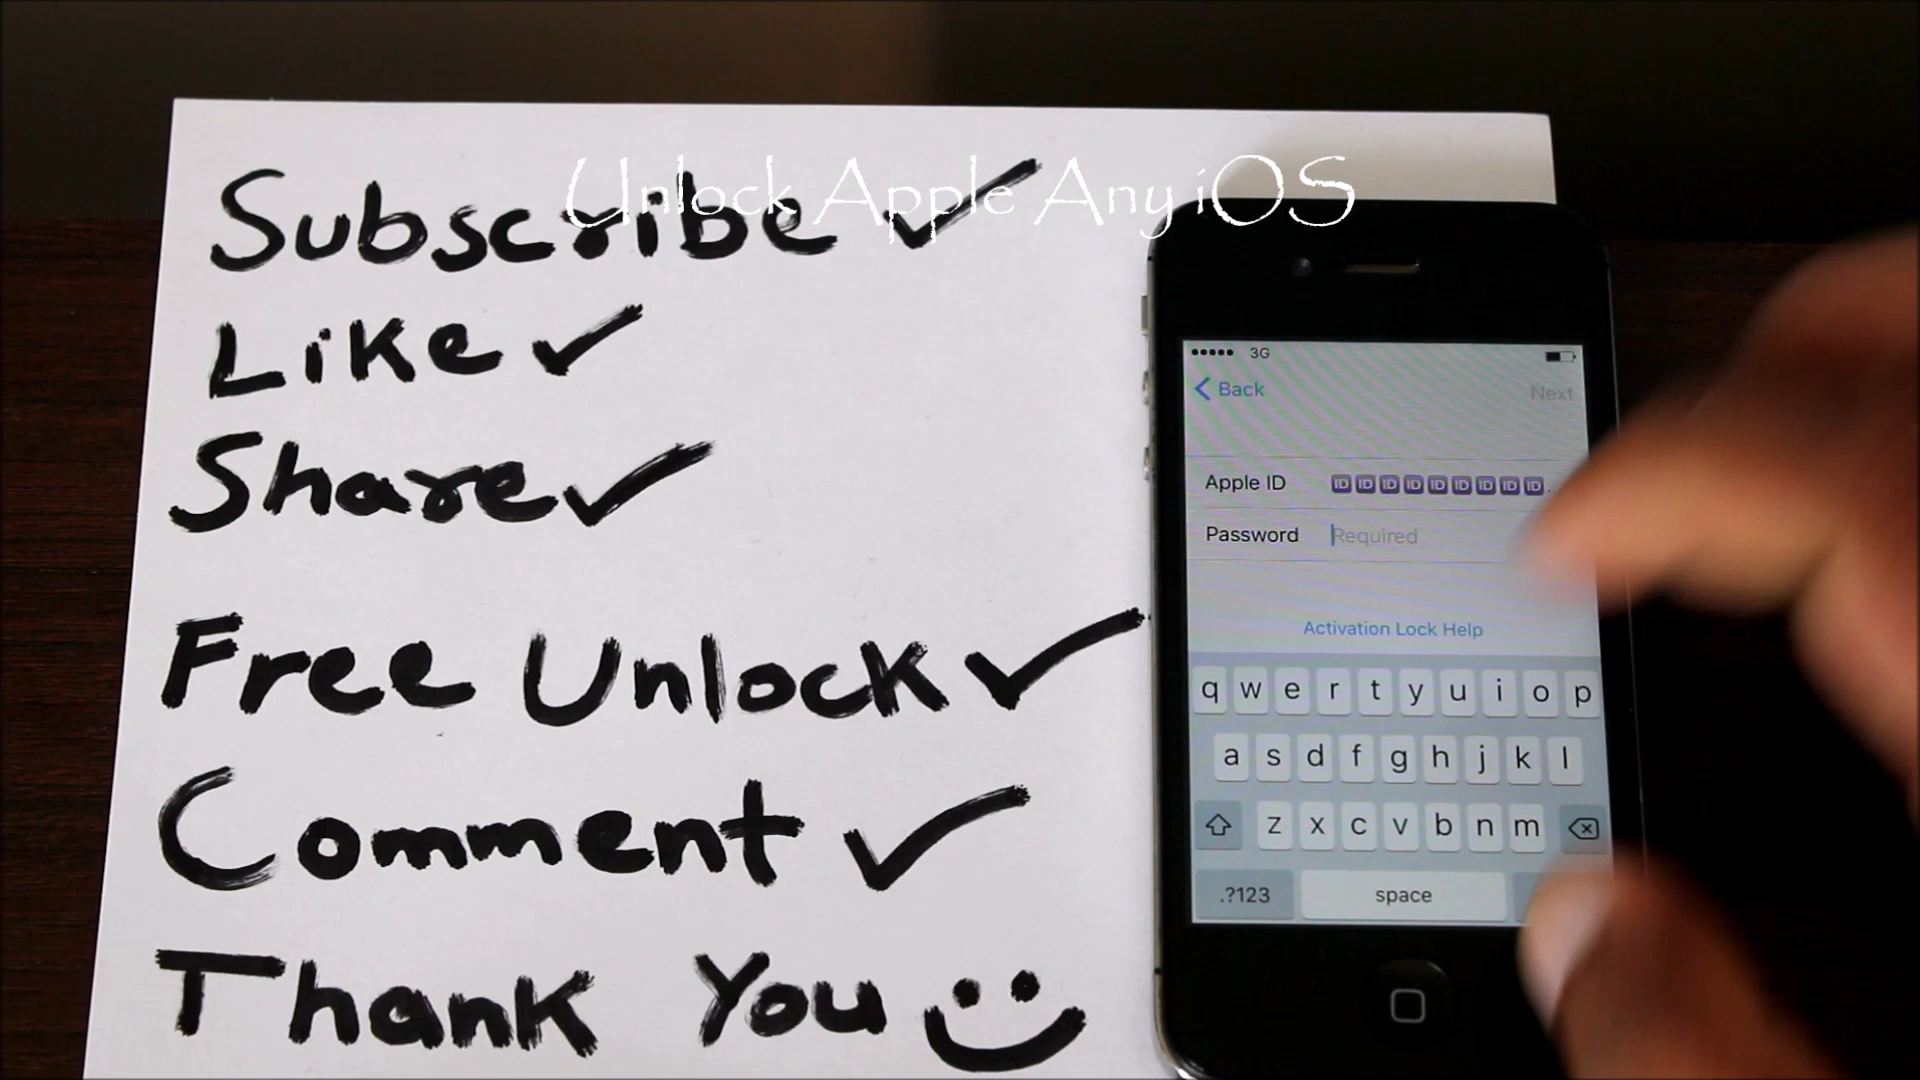 Unlock Apple Any iOS
Subscribe ✓
Like ✓
Share ✓
Free Unlock ✓
Comment ✓
Thank You
3G
Back Next
Apple ID 🆔🆔🆔🆔🆔🆔🆔🆔🆔...
Password Required
Activation Lock Help
q w e r t y u i o p
a s d f g h j k l
z x c v b n m
.?123 space